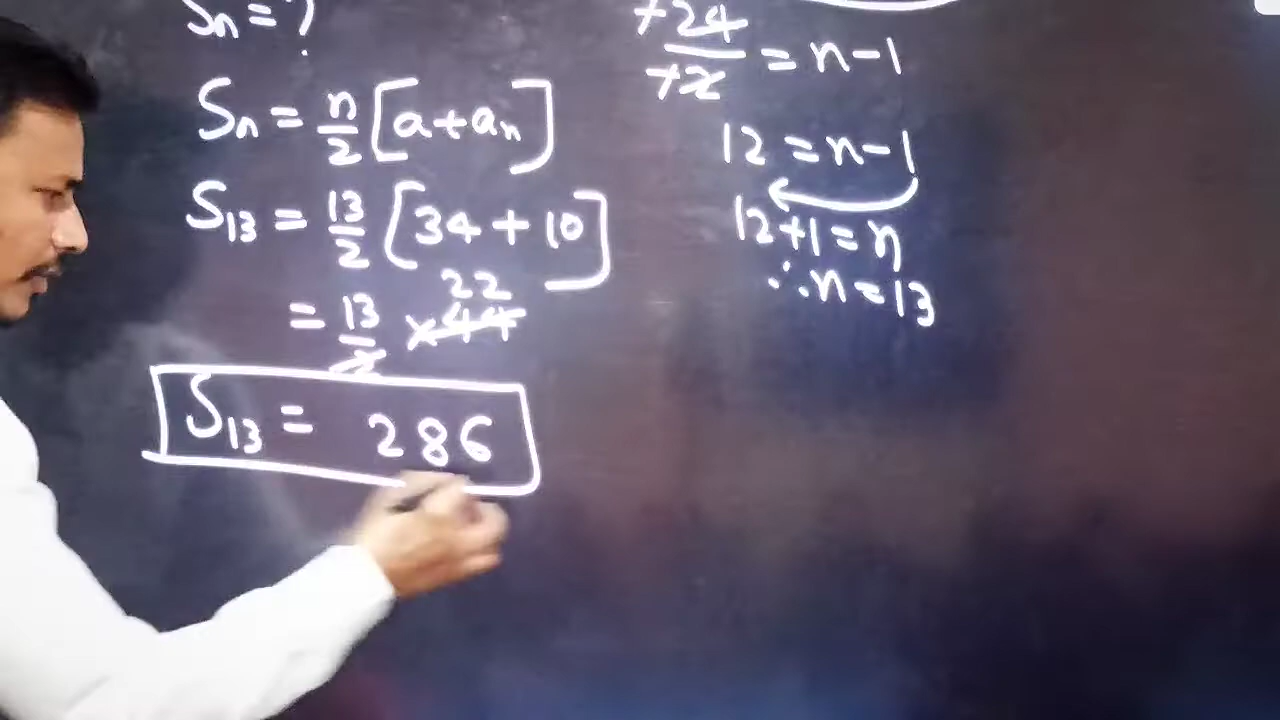 Sn = ?
Sn = n/2 [a + an]
S13 = 13/2 [34 + 10]
22
= 13/2 × 44
S13 = 286
+24/+2 = n-1
12 = n-1
12+1 = n
∴ n = 13